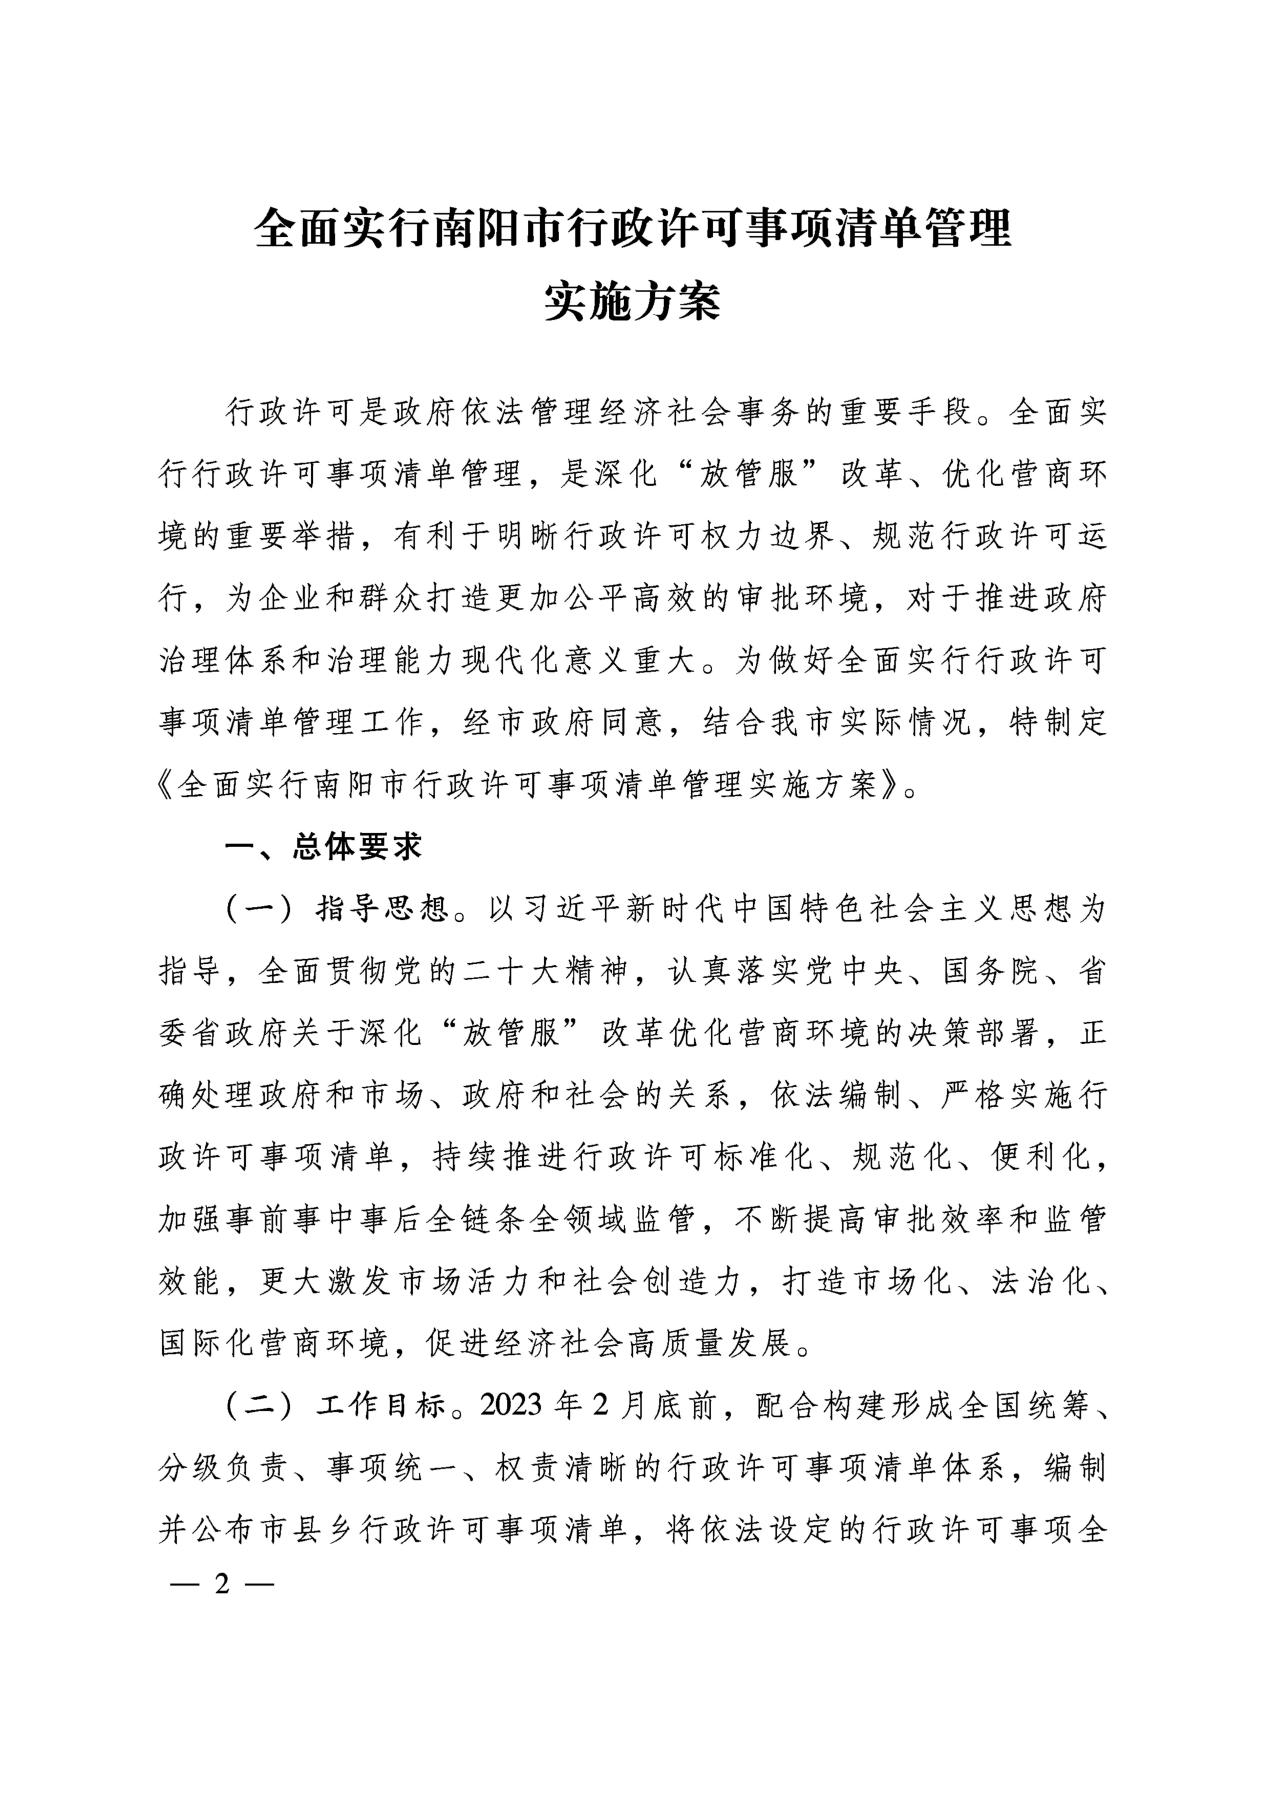 全面实行南阳市行政许可事项清单管理
实施方案
行政许可是政府依法管理经济社会事务的重要手段。全面实
行行政许可事项清单管理，是深化“放管服”改革、优化营商环
境的重要举措，有利于明晰行政许可权力边界、规范行政许可运
行，为企业和群众打造更加公平高效的审批环境，对于推进政府
治理体系和治理能力现代化意义重大。为做好全面实行行政许可
事项清单管理工作，经市政府同意，结合我市实际情况，特制定
《全面实行南阳市行政许可事项清单管理实施方案》。
一、总体要求
（一）指导思想。以习近平新时代中国特色社会主义思想为
指导，全面贯彻党的二十大精神，认真落实党中央、国务院、省
委省政府关于深化“放管服”改革优化营商环境的决策部署，正
确处理政府和市场、政府和社会的关系，依法编制、严格实施行
政许可事项清单，持续推进行政许可标准化、规范化、便利化，
加强事前事中事后全链条全领域监管，不断提高审批效率和监管
效能，更大激发市场活力和社会创造力，打造市场化、法治化、
国际化营商环境，促进经济社会高质量发展。
（二）工作目标。2023 年 2 月底前，配合构建形成全国统筹、
分级负责、事项统一、权责清晰的行政许可事项清单体系，编制
并公布市县乡行政许可事项清单，将依法设定的行政许可事项全
— 2 —